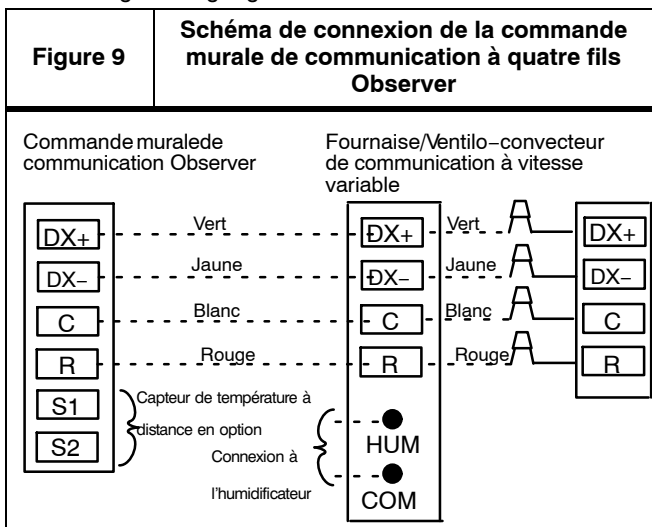 Figure 9
Schéma de connexion de la commande
murale de communication à quatre fils
Observer
Commande muralede
communication Observer
Fournaise/Ventilo−convecteur
de communication à vitesse
variable
DX+ Vert DX+ Vert DX+
DX− Jaune DX− Jaune DX−
C Blanc C Blanc C
R Rouge R Rouge R
S1
S2
Capteur de température à
distance en option
Connexion à
l’humidificateur
HUM
COM